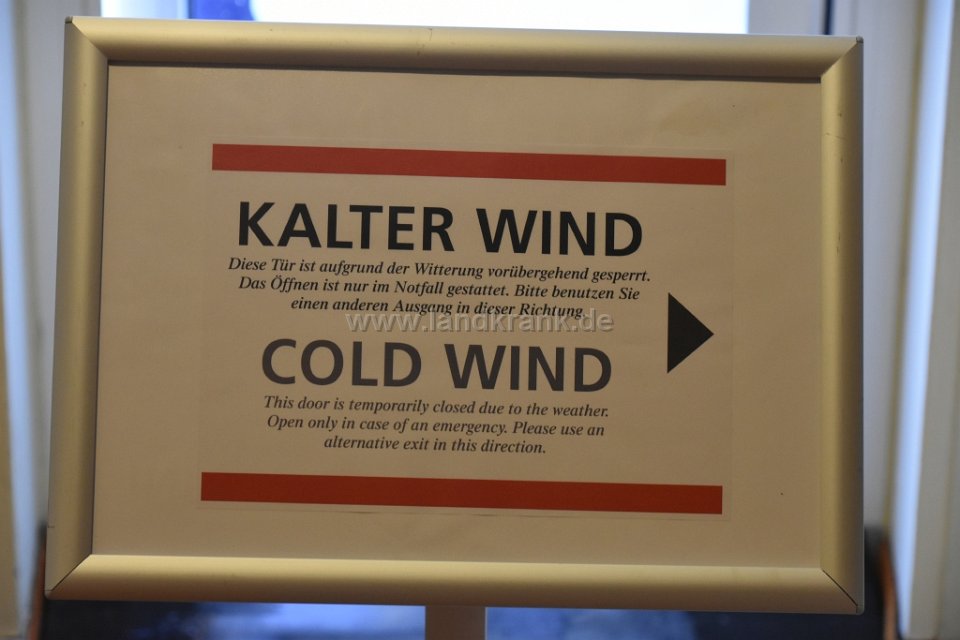 KALTER WIND
Diese Tür ist aufgrund der Witterung vorübergehend gesperrt.
Das Öffnen ist nur im Notfall gestattet. Bitte benutzen Sie
einen anderen Ausgang in dieser Richtung.
www.landkrank.de
COLD WIND
This door is temporarily closed due to the weather.
Open only in case of an emergency. Please use an
alternative exit in this direction.